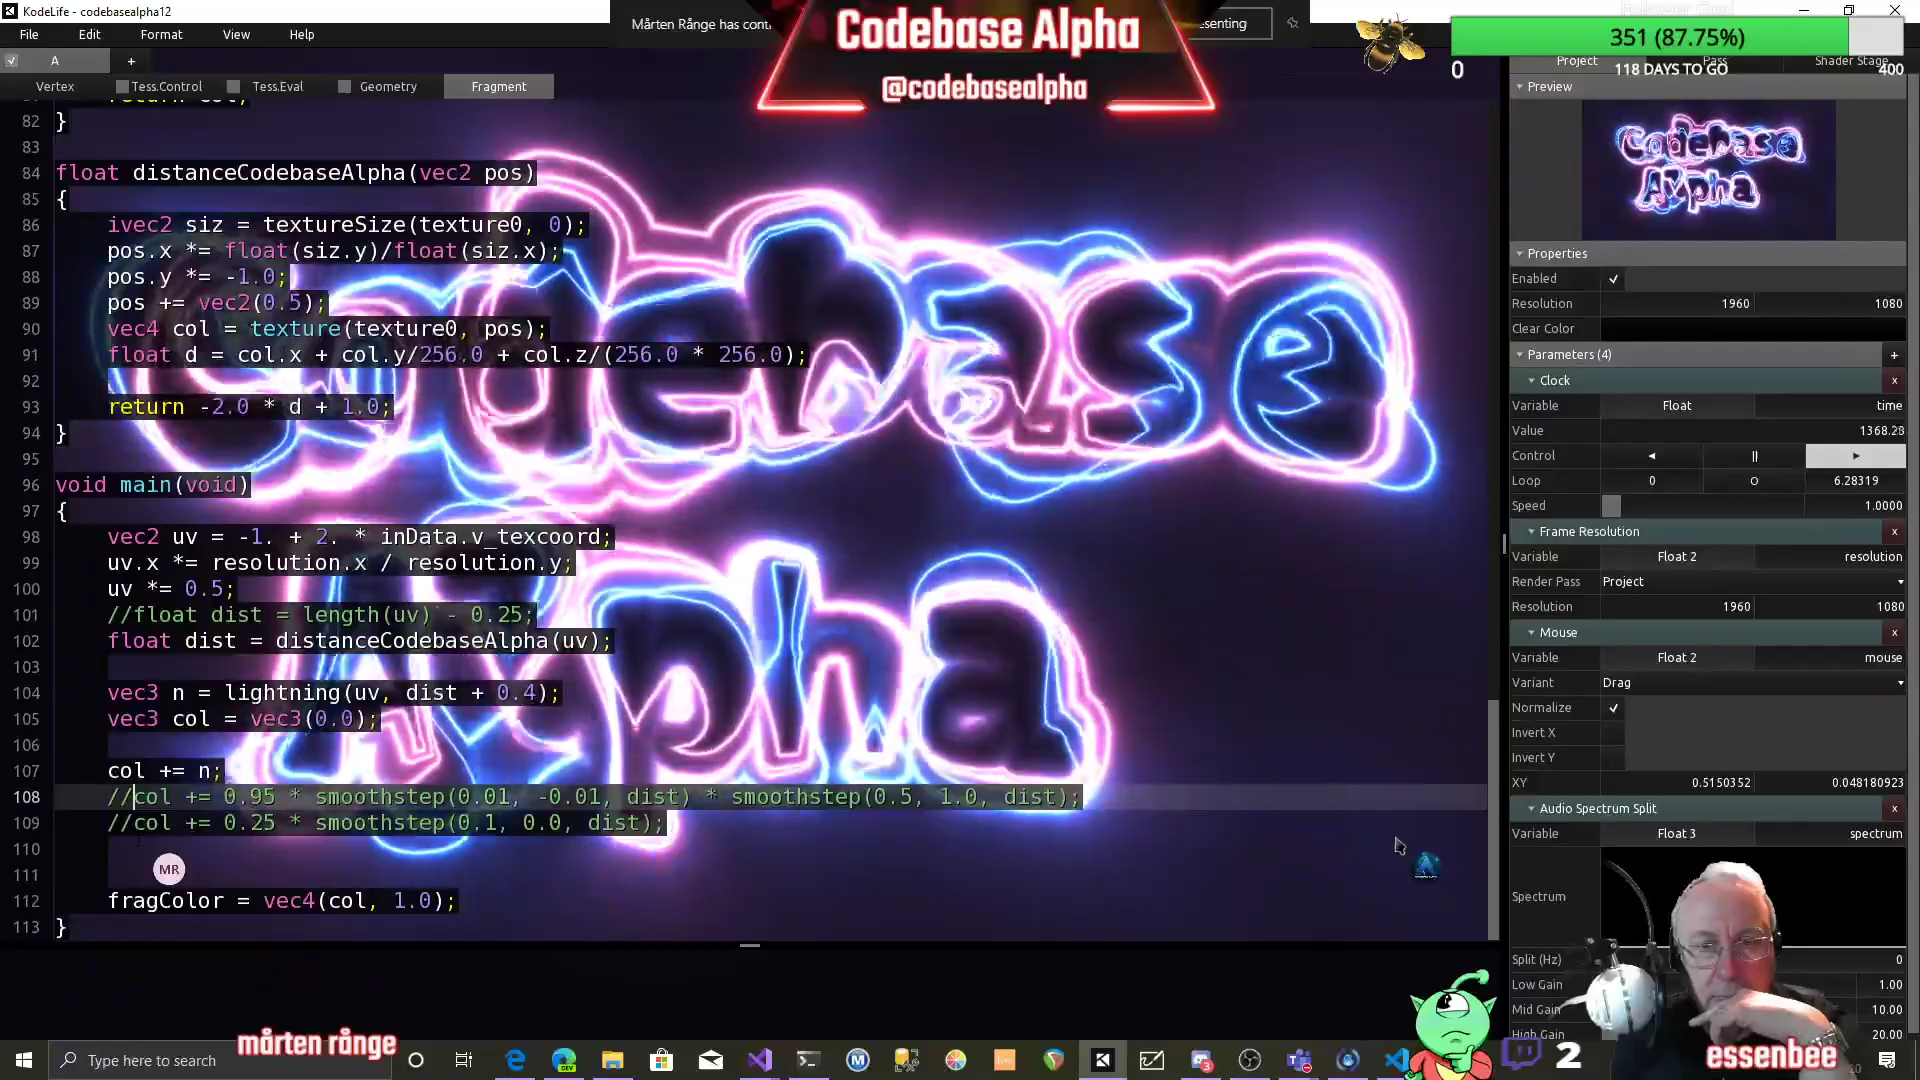 KodeLife - codebasealpha12
File Edit Format View Help
Mårten Rånge has cont
senting
Codebase Alpha
@codebasealpha
0
351 (87.75%)
118 DAYS TO GO
400
A
+
Vertex Tess.Control Tess.Eval Geometry Fragment
Project Pass Shader Stage
82 }
83
84 float distanceCodebaseAlpha(vec2 pos)
85 {
86 ivec2 siz = textureSize(texture0, 0);
87 pos.x *= float(siz.y)/float(siz.x);
88 pos.y *= -1.0;
89 pos += vec2(0.5);
90 vec4 col = texture(texture0, pos);
91 float d = col.x + col.y/256.0 + col.z/(256.0 * 256.0);
92
93 return -2.0 * d + 1.0;
94 }
95
96 void main(void)
97 {
98 vec2 uv = -1. + 2. * inData.v_texcoord;
99 uv.x *= resolution.x / resolution.y;
100 uv *= 0.5;
101 //float dist = length(uv) - 0.25;
102 float dist = distanceCodebaseAlpha(uv);
103
104 vec3 n = lightning(uv, dist + 0.4);
105 vec3 col = vec3(0.0);
106
107 col += n;
108 //col += 0.95 * smoothstep(0.01, -0.01, dist) * smoothstep(0.5, 1.0, dist);
109 //col += 0.25 * smoothstep(0.1, 0.0, dist);
110
111
112 fragColor = vec4(col, 1.0);
113 }
MR
Codebase
Alpha
Preview
Codebase
Alpha
Properties
Enabled
Resolution 1960 1080
Clear Color
Parameters (4) +
Clock x
Variable Float time
Value 1368.28
Control
Loop 0 O 6.28319
Speed 1.0000
Frame Resolution x
Variable Float 2 resolution
Render Pass Project
Resolution 1960 1080
Mouse x
Variable Float 2 mouse
Variant Drag
Normalize
Invert X
Invert Y
XY 0.5150352 0.048180923
Audio Spectrum Split x
Variable Float 3 spectrum
Spectrum
Split (Hz) 0
Low Gain 1.00
Mid Gain 10.00
High Gain 20.00
mårten rånge
essenbee
Type here to search
2